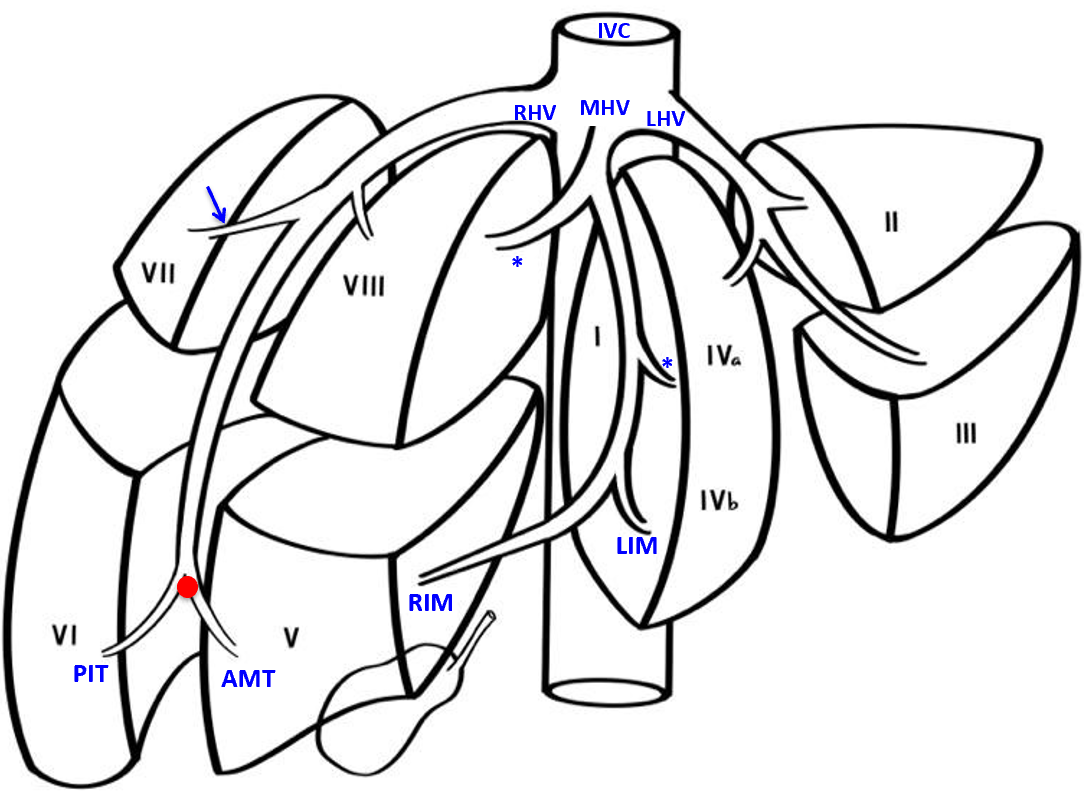 IVC
RHV MHV LHV
II
VII
VIII
*
I
IVa
*
III
IVb
LIM
RIM
VI
V
PIT
AMT